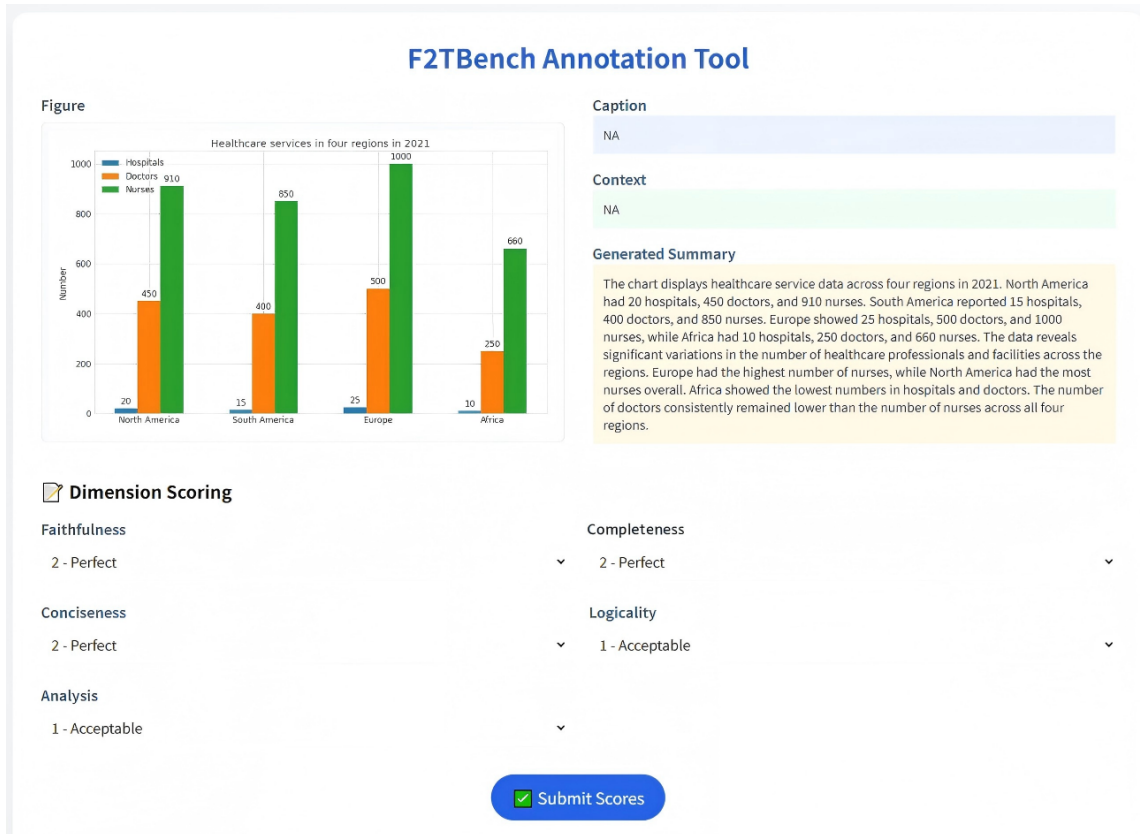 F2TBench Annotation Tool
Figure
Healthcare services in four regions in 2021
Hospitals
Doctors
Nurses
Number
1000
800
600
400
200
0
20
450
910
15
400
850
25
500
1000
10
250
660
North America
South America
Europe
Africa
Caption
NA
Context
NA
Generated Summary
The chart displays healthcare service data across four regions in 2021. North America
had 20 hospitals, 450 doctors, and 910 nurses. South America reported 15 hospitals,
400 doctors, and 850 nurses. Europe showed 25 hospitals, 500 doctors, and 1000
nurses, while Africa had 10 hospitals, 250 doctors, and 660 nurses. The data reveals
significant variations in the number of healthcare professionals and facilities across the
regions. Europe had the highest number of nurses, while North America had the most
nurses overall. Africa showed the lowest numbers in hospitals and doctors. The number
of doctors consistently remained lower than the number of nurses across all four
regions.
📝 Dimension Scoring
Faithfulness
2 - Perfect
Completeness
2 - Perfect
Conciseness
2 - Perfect
Logicality
1 - Acceptable
Analysis
1 - Acceptable
✅ Submit Scores